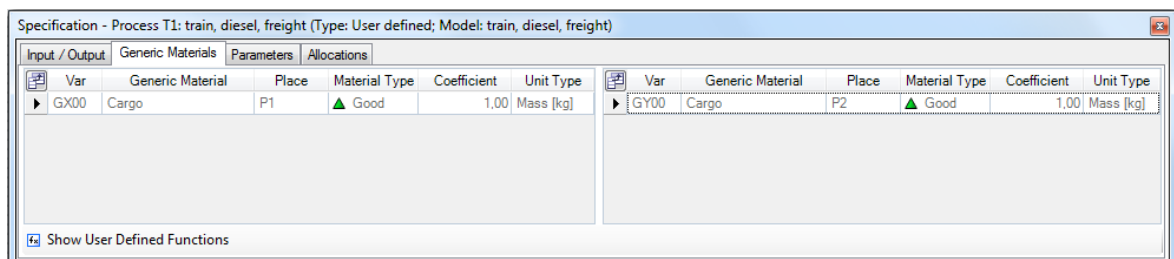 Specification - Process T1: train, diesel, freight (Type: User defined; Model: train, diesel, freight)
Input / Output Generic Materials Parameters Allocations
Var Generic Material Place Material Type Coefficient Unit Type Var Generic Material Place Material Type Coefficient Unit Type
GX00 Cargo P1 Good 1,00 Mass [kg] GY00 Cargo P2 Good 1,00 Mass [kg]
fx Show User Defined Functions